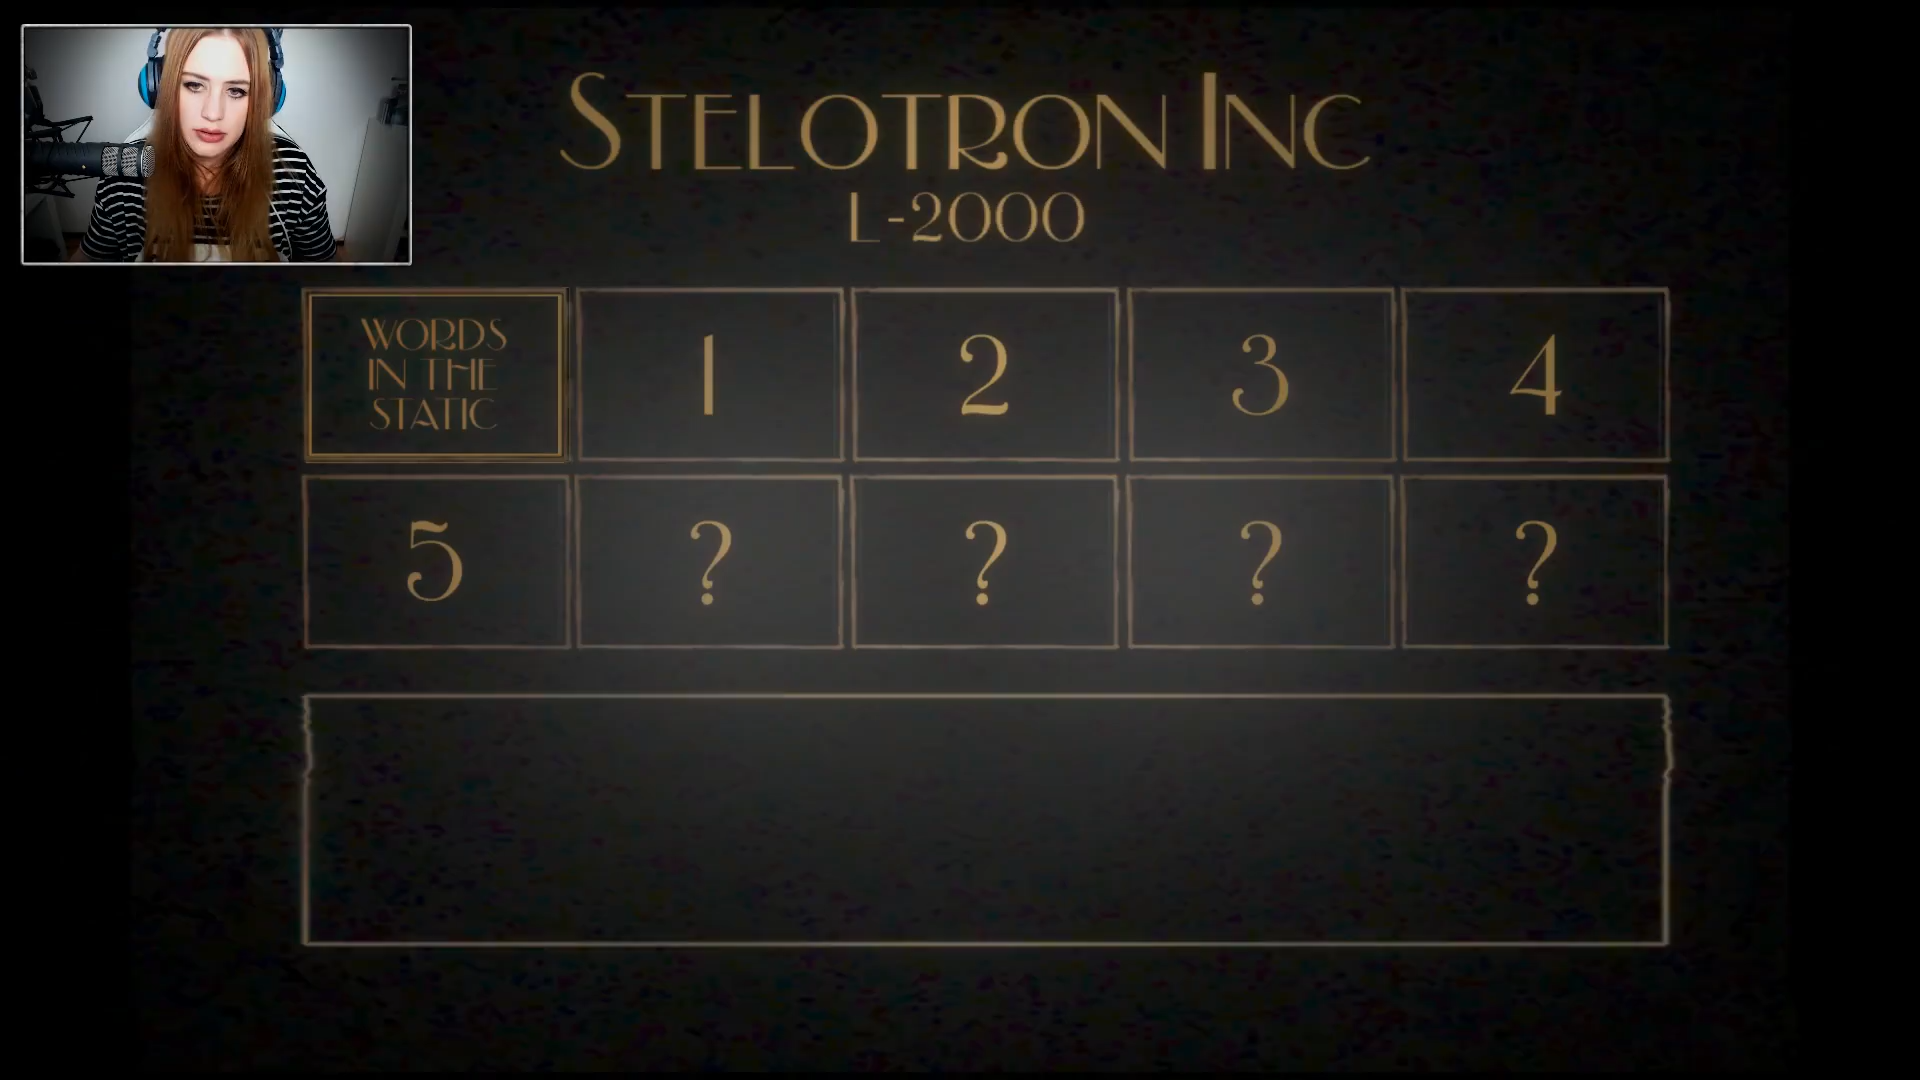 STELOTRON INC
L-2000
WORDS
IN THE
STATIC
1
2
3
4
5
?
?
?
?